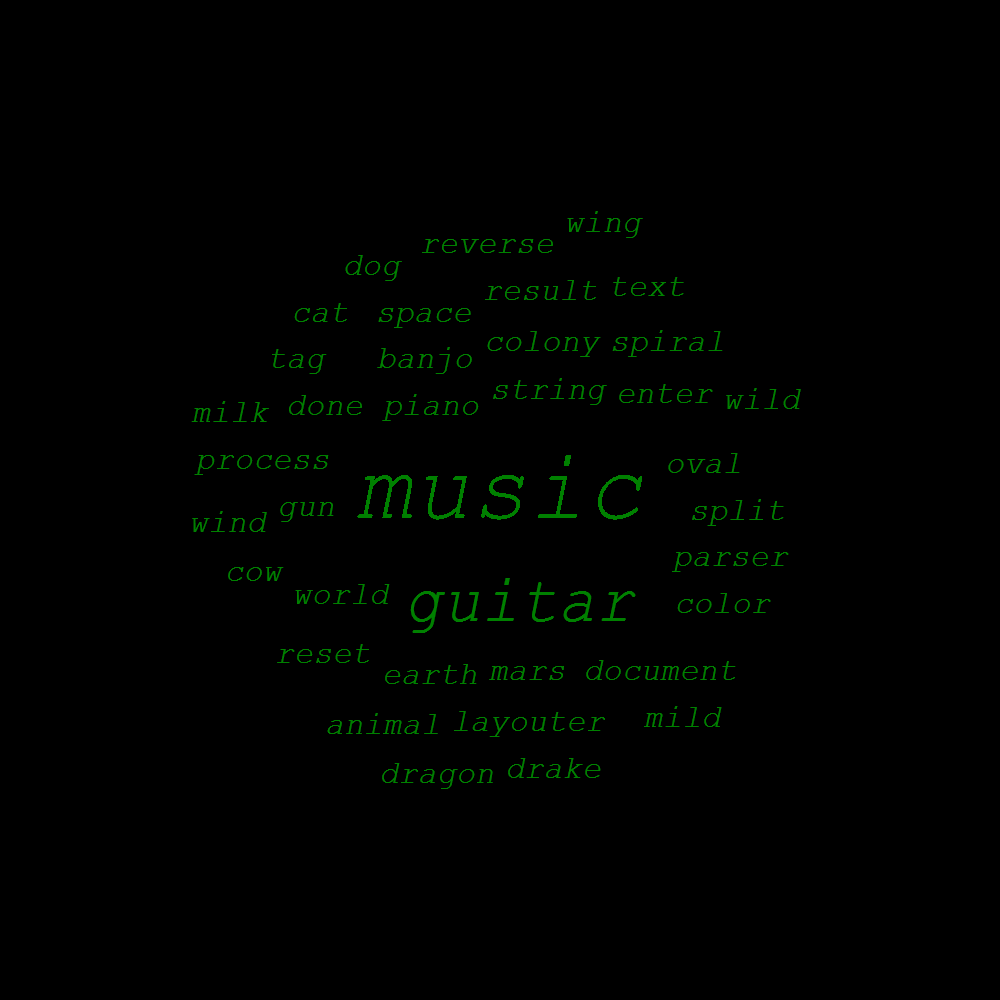 wing
reverse
dog
result text
cat space
colony spiral
tag banjo
string enter wild
milk done piano
process
music
oval
gun
split
wind
parser
cow
world
guitar
color
reset
earth mars document
animal layouter mild
dragon drake